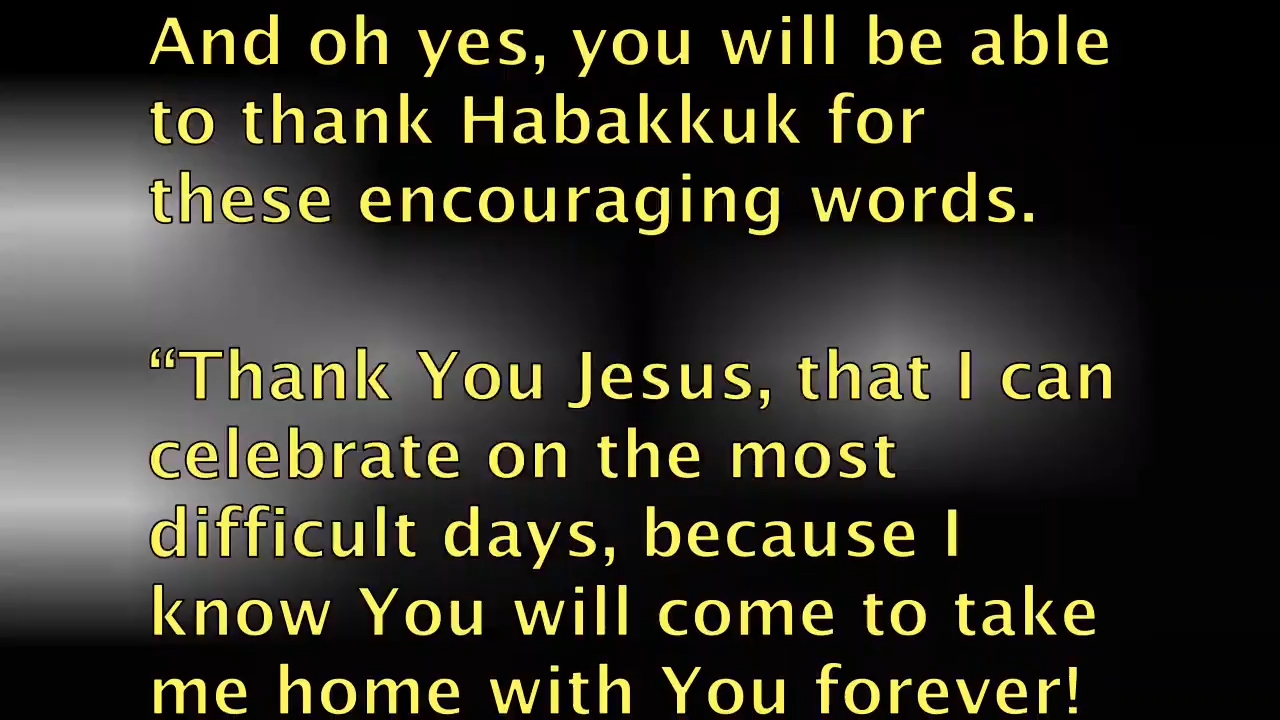 And oh yes, you will be able
to thank Habakkuk for
these encouraging words.
“Thank You Jesus, that I can
celebrate on the most
difficult days, because I
know You will come to take
me home with You forever!